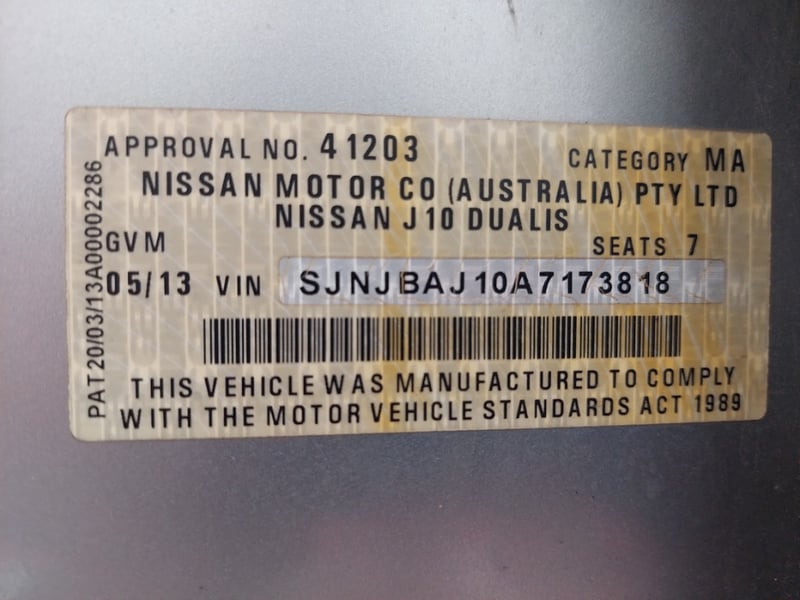 APPROVAL NO. 41203 CATEGORY MA
NISSAN MOTOR CO (AUSTRALIA) PTY LTD
NISSAN J10 DUALIS
GVM SEATS 7
05/13 VIN SJNJBAJ10A7173818
THIS VEHICLE WAS MANUFACTURED TO COMPLY
WITH THE MOTOR VEHICLE STANDARDS ACT 1989
PAT20/03/13A00002286